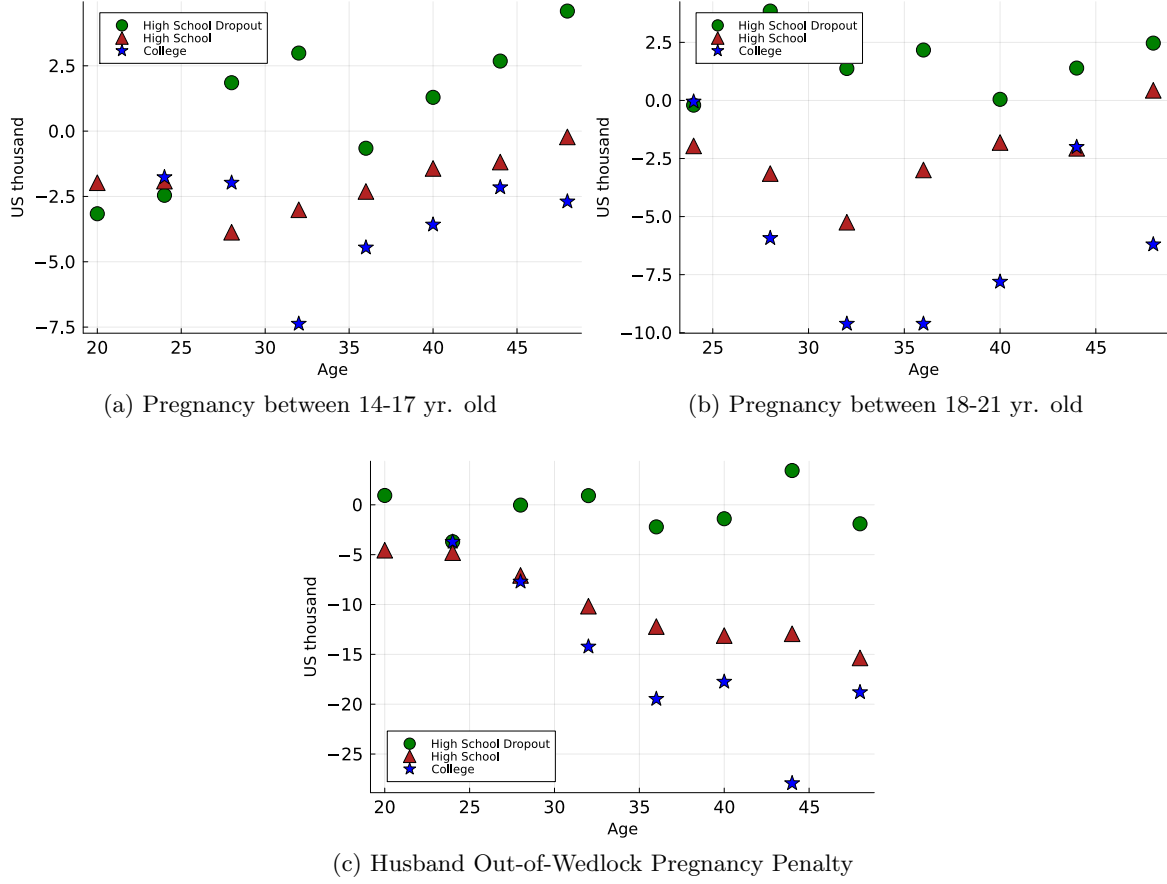 High School Dropout
High School
College
2.5
0.0
−2.5
−5.0
−7.5
US thousand
20 25 30 35 40 45
Age
(a) Pregnancy between 14-17 yr. old
High School Dropout
High School
College
2.5
0.0
−2.5
−5.0
−7.5
−10.0
US thousand
25 30 35 40 45
Age
(b) Pregnancy between 18-21 yr. old
0
−5
−10
−15
−20
−25
US thousand
High School Dropout
High School
College
20 25 30 35 40 45
Age
(c) Husband Out-of-Wedlock Pregnancy Penalty